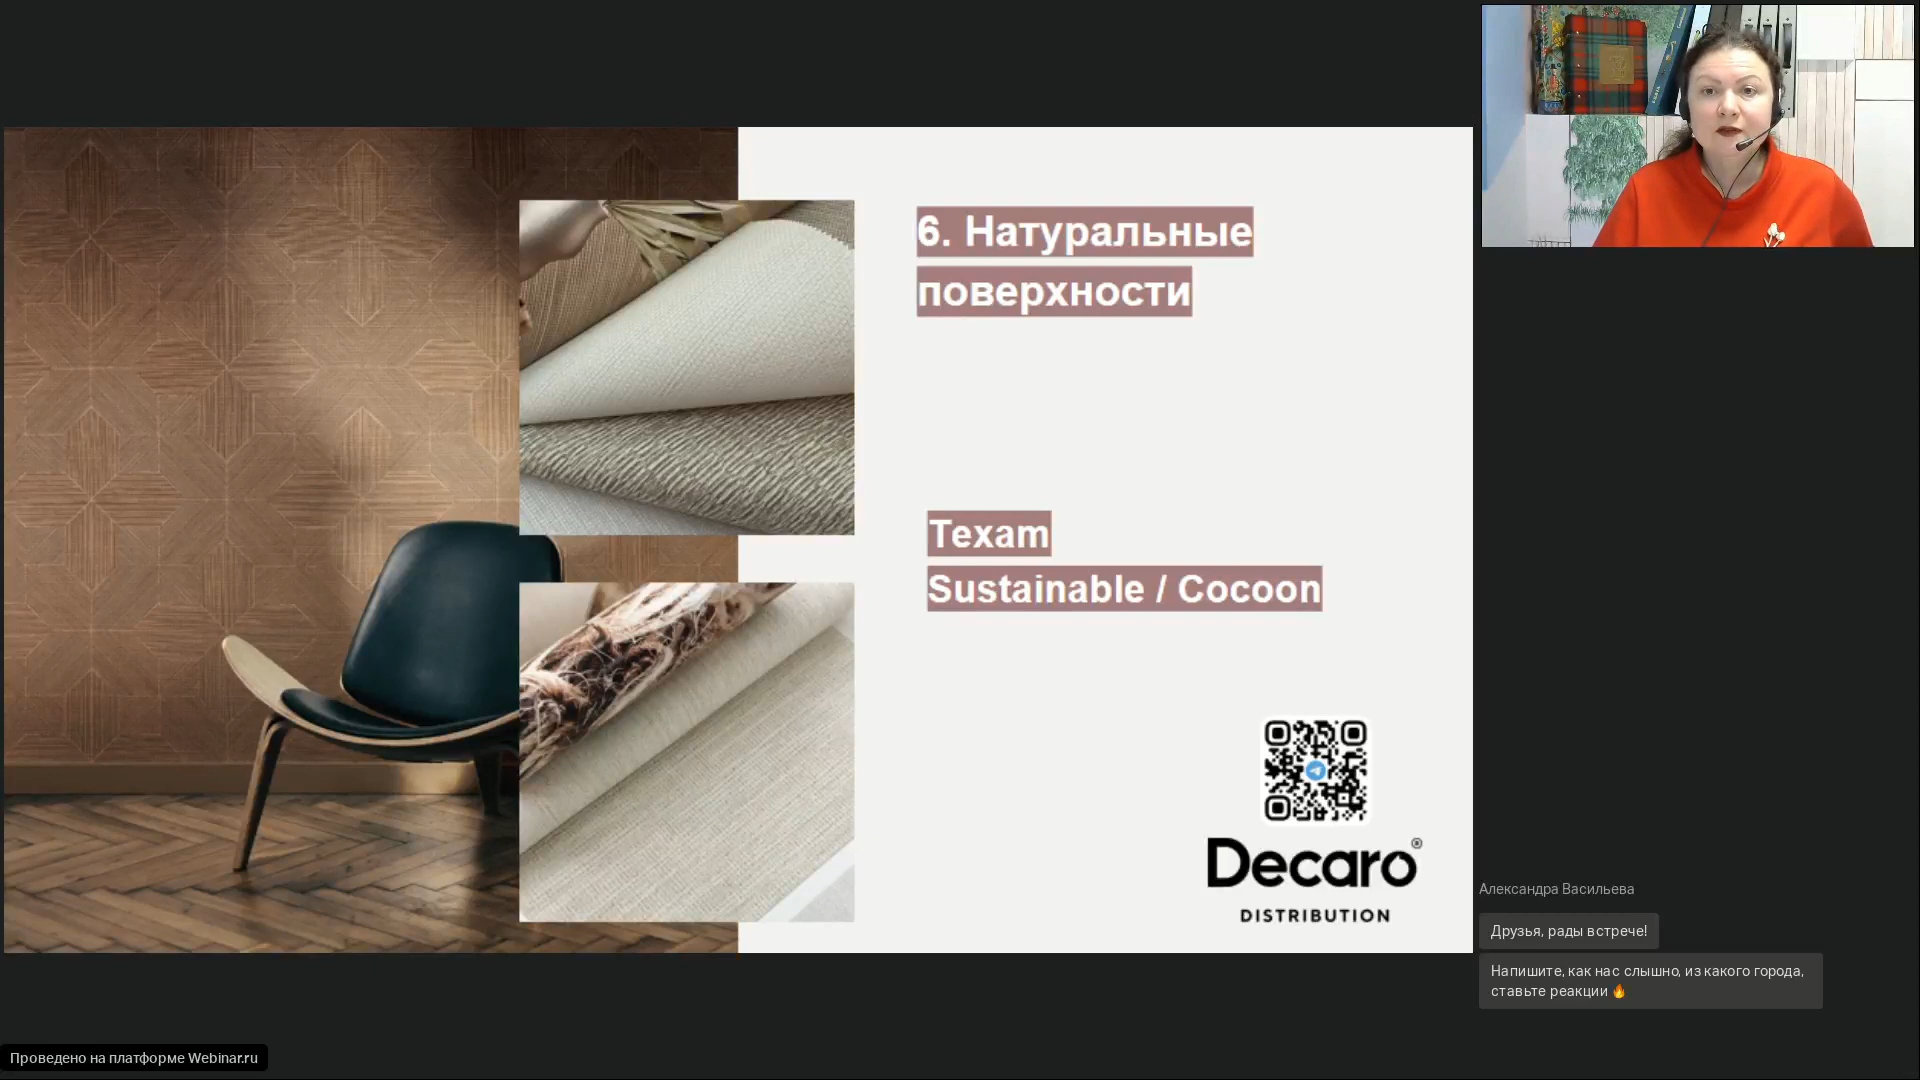 6. Натуральные
поверхности
Texam
Sustainable / Cocoon
Decaro®
DISTRIBUTION
Александра Васильева
Друзья, рады встрече!
Напишите, как нас слышно, из какого города,
ставьте реакции 🔥
Проведено на платформе Webinar.ru